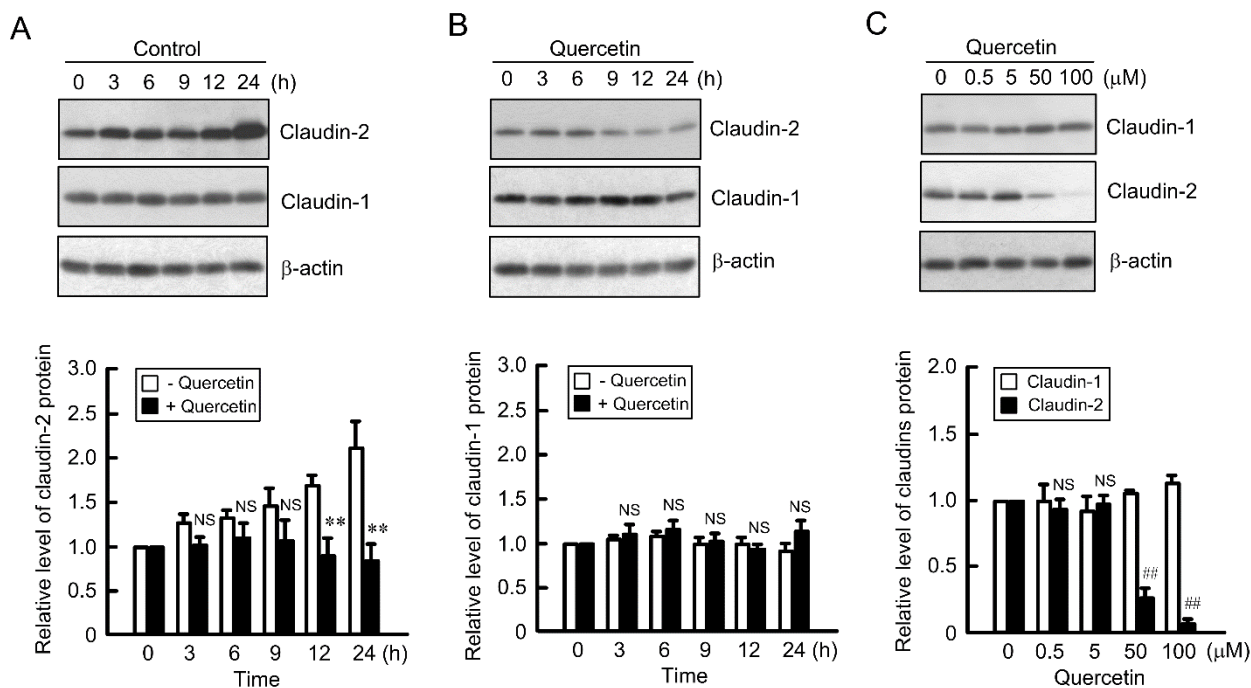 A
Control
0 3 6 9 12 24 (h)
Claudin-2
Claudin-1
β-actin
Relative level of claudin-2 protein
3.0
2.5
2.0
1.5
1.0
0.5
0
- Quercetin
+ Quercetin
NS NS NS ** **
0 3 6 9 12 24 (h)
Time
B
Quercetin
0 3 6 9 12 24 (h)
Claudin-2
Claudin-1
β-actin
Relative level of claudin-1 protein
3.0
2.5
2.0
1.5
1.0
0.5
0
- Quercetin
+ Quercetin
NS NS NS NS NS
0 3 6 9 12 24 (h)
Time
C
Quercetin
0 0.5 5 50 100 (μM)
Claudin-1
Claudin-2
β-actin
Relative level of claudins protein
2.0
1.5
1.0
0.5
0
Claudin-1
Claudin-2
NS NS ## ##
0 0.5 5 50 100 (μM)
Quercetin